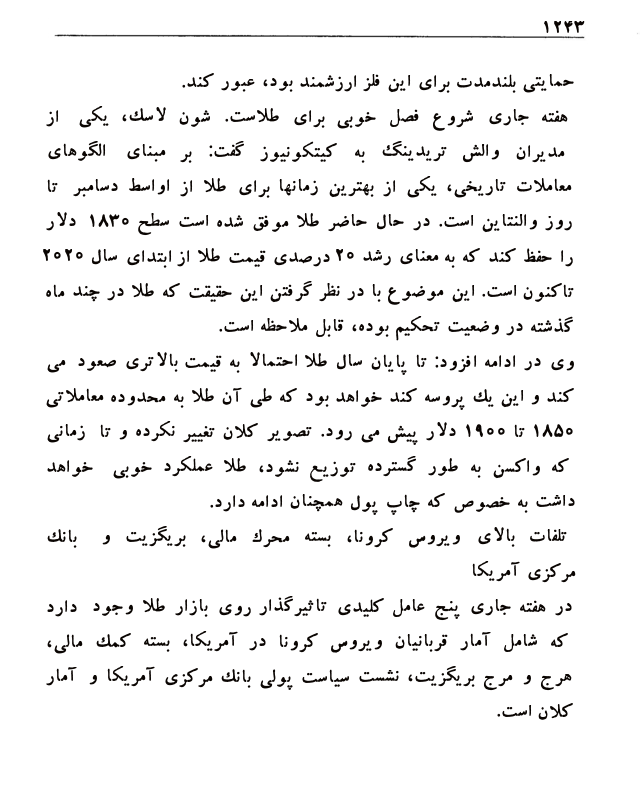 ۱۲۴۳
حمایتی بلندمدت برای این فلز ارزشمند بود، عبور کند.
هفته جاری شروع فصل خوبی برای طلاست. شون لاسک، یکی از
مدیران والش تریدینگ به کیتکونیوز گفت: بر مبنای الگوهای
معاملات تاریخی، یکی از بهترین زمانها برای طلا از اواسط دسامبر تا
روز والنتاین است. در حال حاضر طلا موفق شده است سطح ۱۸۳۰ دلار
را حفظ کند که به معنای رشد ۲۰ درصدی قیمت طلا از ابتدای سال ۲۰۲۰
تاکنون است. این موضوع با در نظر گرفتن این حقیقت که طلا در چند ماه
گذشته در وضعیت تحکیم بوده، قابل ملاحظه است.
وی در ادامه افزود: تا پایان سال طلا احتمالا به قیمت بالاتری صعود می
کند و این یک پروسه کند خواهد بود که طی آن طلا به محدوده معاملاتی
۱۸۵۰ تا ۱۹۰۰ دلار پیش می رود. تصویر کلان تغییر نکرده و تا زمانی
که واکسن به طور گسترده توزیع نشود، طلا عملکرد خوبی خواهد
داشت به خصوص که چاپ پول همچنان ادامه دارد.
تلفات بالای ویروس کرونا، بسته محرک مالی، بریگزیت و بانک
مرکزی آمریکا
در هفته جاری پنج عامل کلیدی تاثیرگذار روی بازار طلا وجود دارد
که شامل آمار قربانیان ویروس کرونا در آمریکا، بسته کمک مالی،
هرج و مرج بریگزیت، نشست سیاست پولی بانک مرکزی آمریکا و آمار
کلان است.